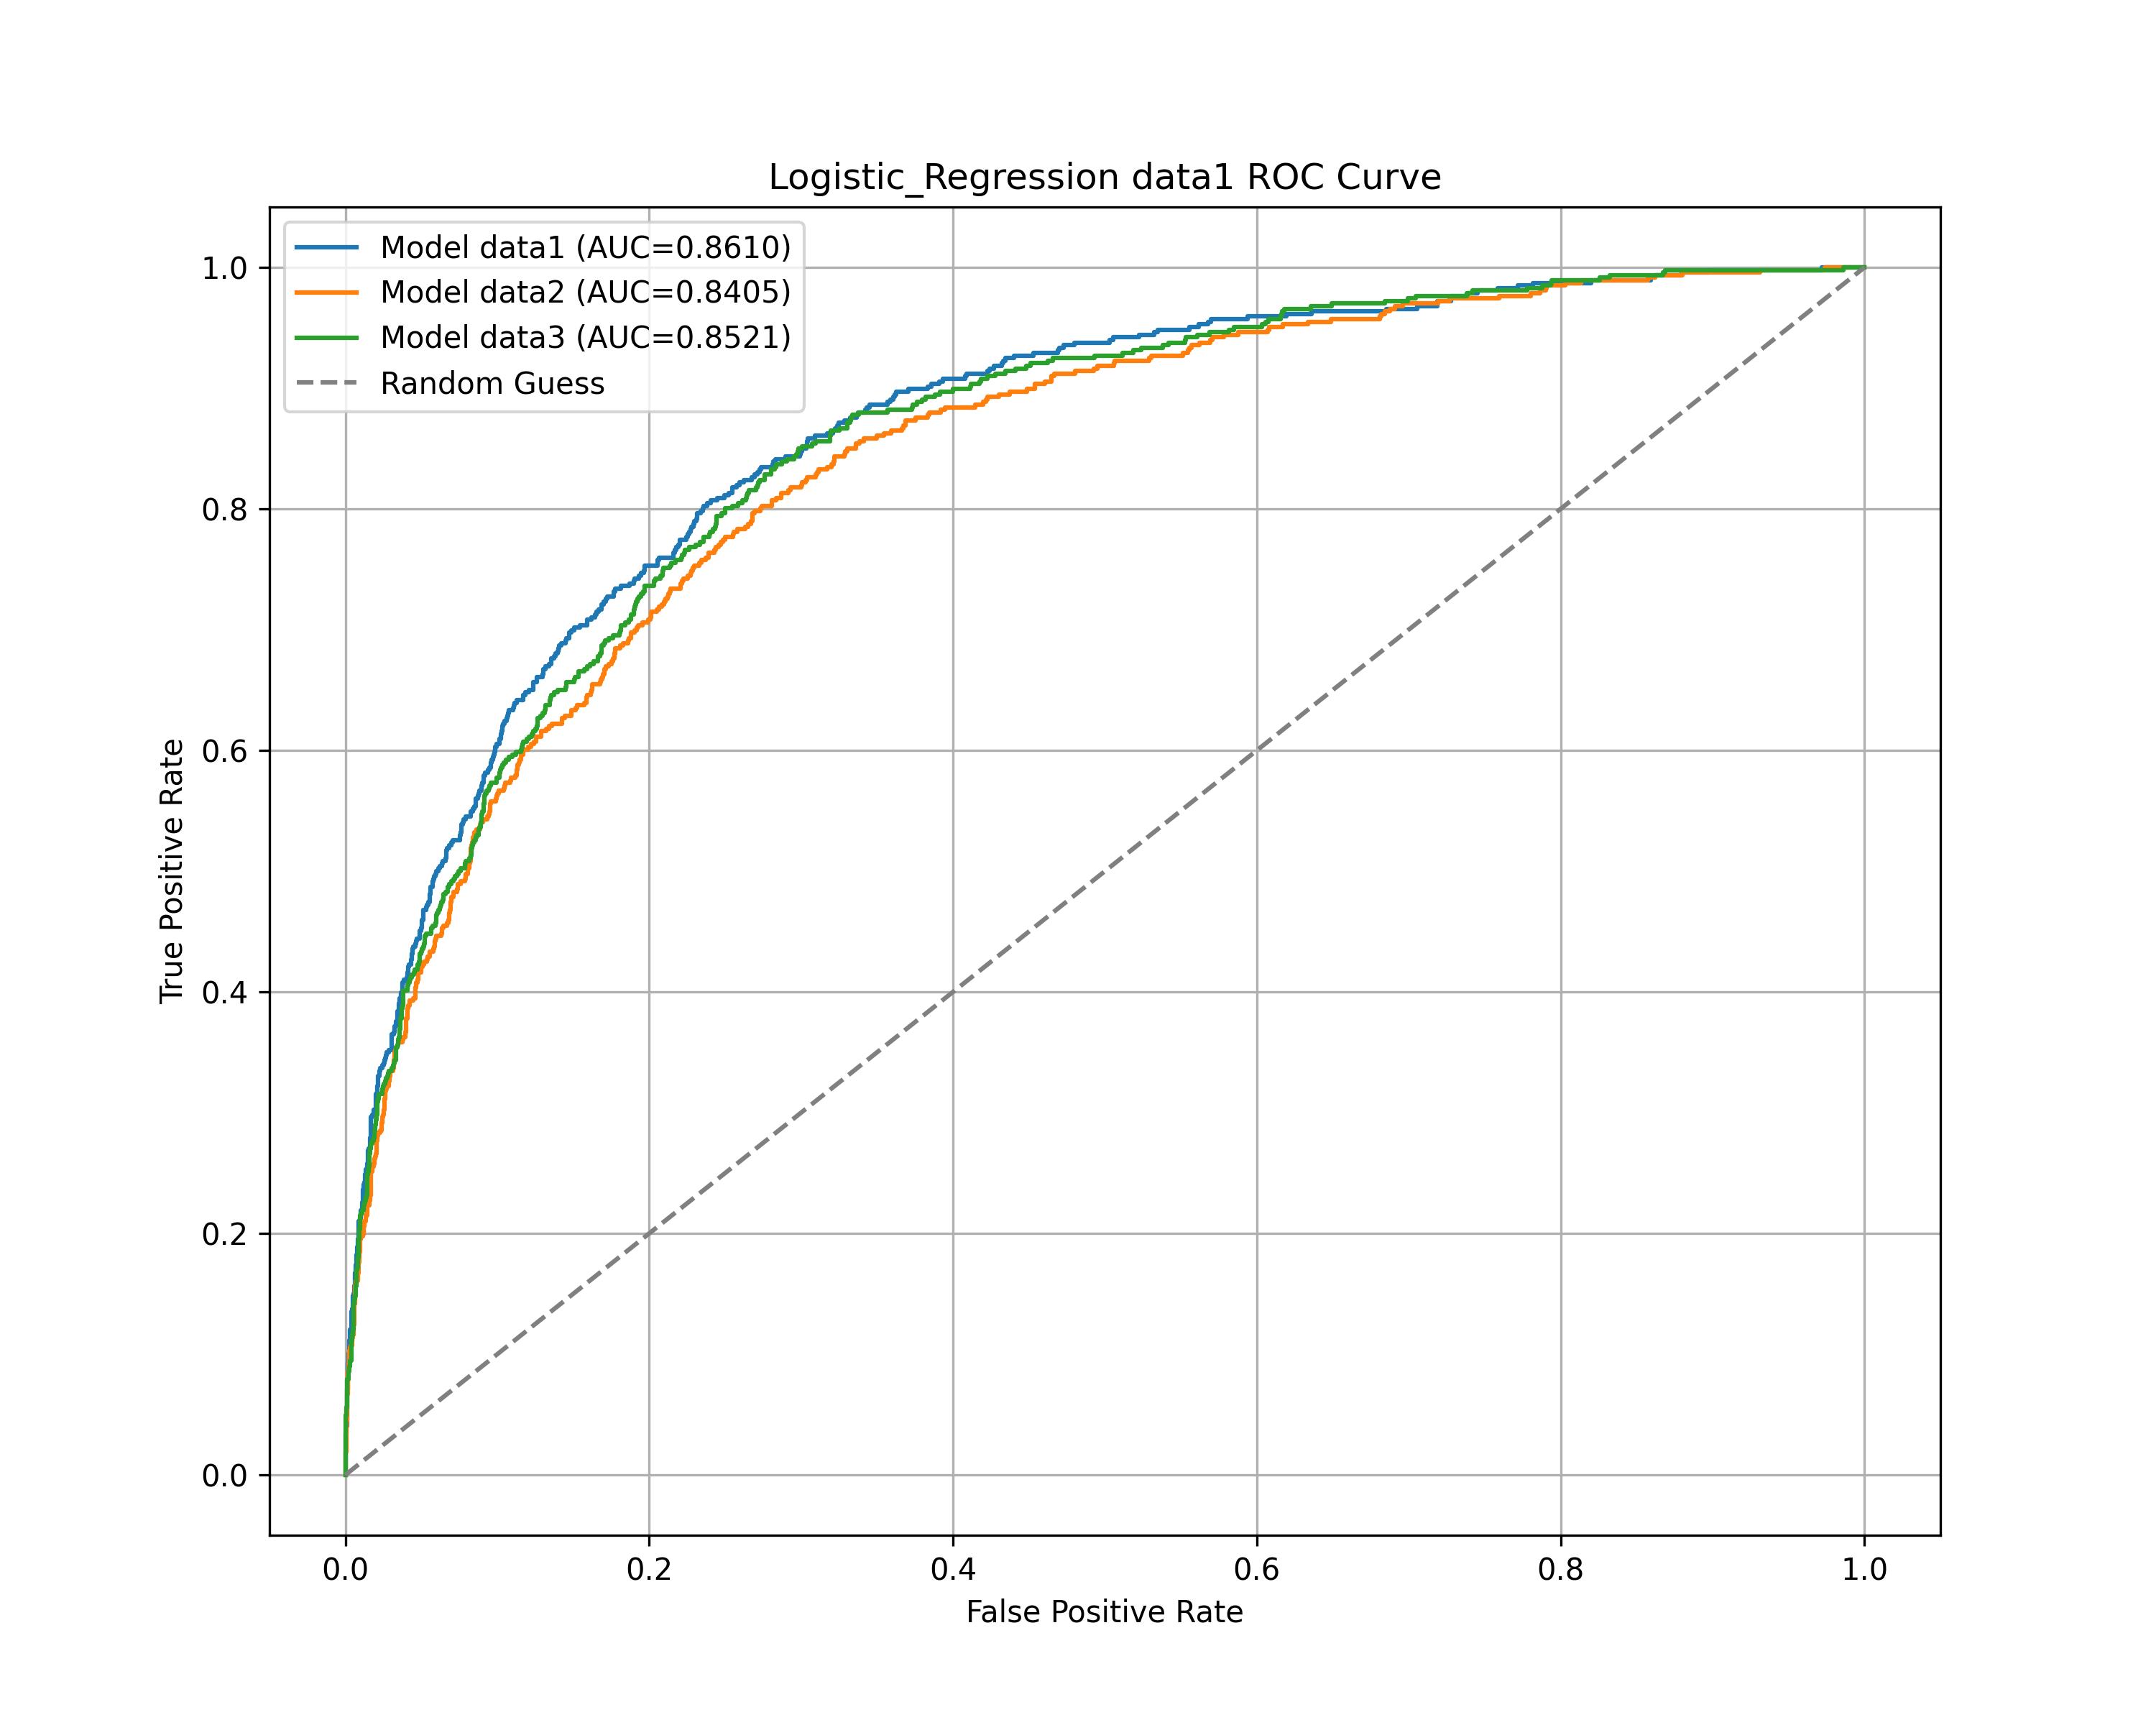 Logistic_Regression data1 ROC Curve
Model data1 (AUC=0.8610)
Model data2 (AUC=0.8405)
Model data3 (AUC=0.8521)
Random Guess
True Positive Rate
1.0
0.8
0.6
0.4
0.2
0.0
0.0 0.2 0.4 0.6 0.8 1.0
False Positive Rate